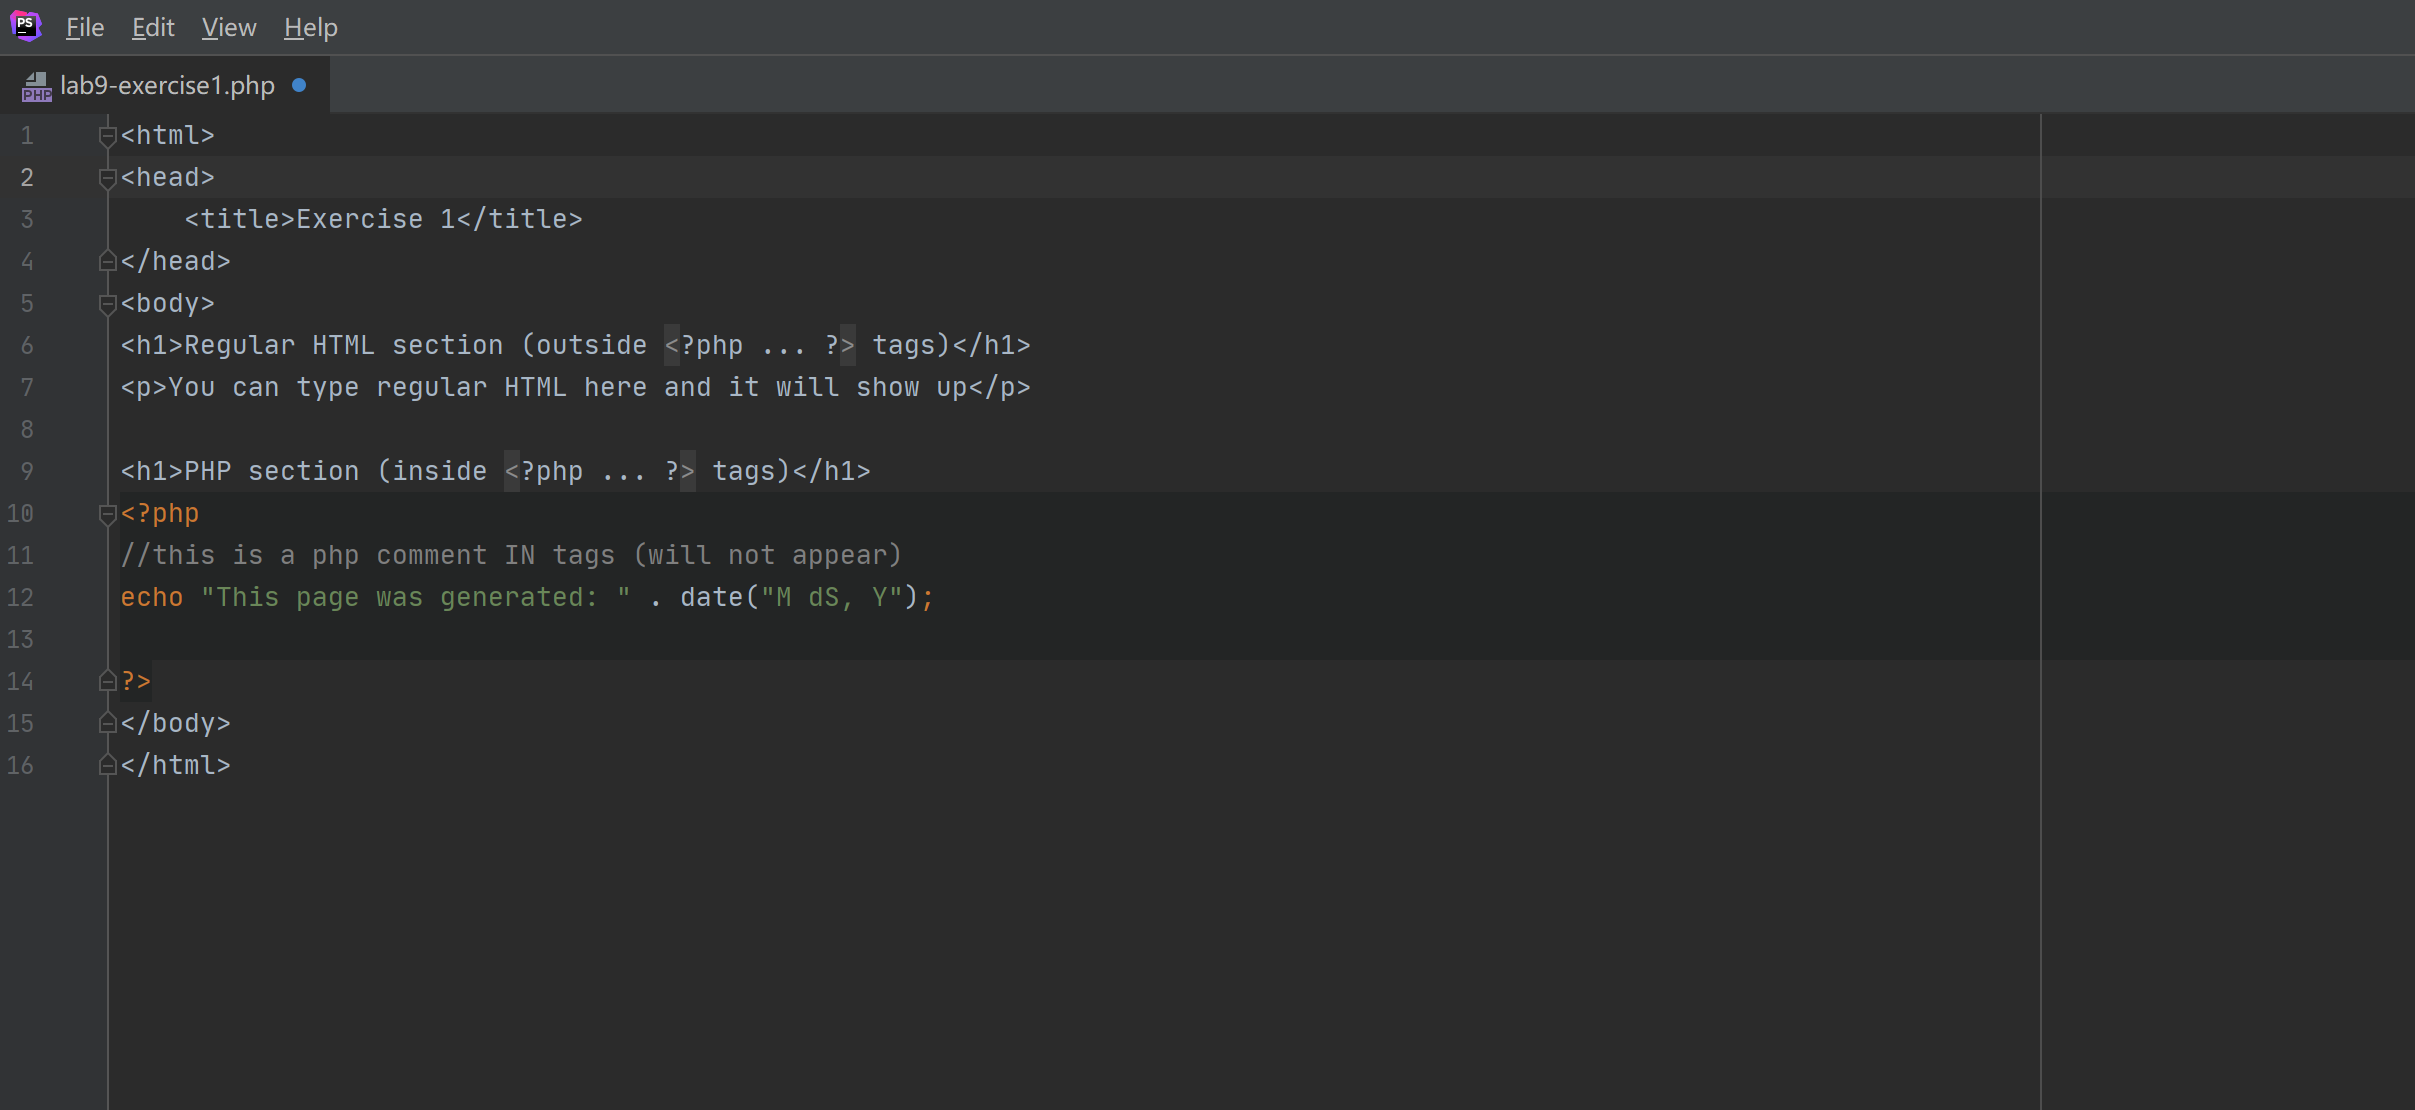 PS File Edit View Help
PHP lab9-exercise1.php
1 <html>
2 <head>
3     <title>Exercise 1</title>
4 </head>
5 <body>
6 <h1>Regular HTML section (outside <?php ... ?> tags)</h1>
7 <p>You can type regular HTML here and it will show up</p>
8
9 <h1>PHP section (inside <?php ... ?> tags)</h1>
10 <?php
11 //this is a php comment IN tags (will not appear)
12 echo "This page was generated: " . date("M dS, Y");
13
14 ?>
15 </body>
16 </html>